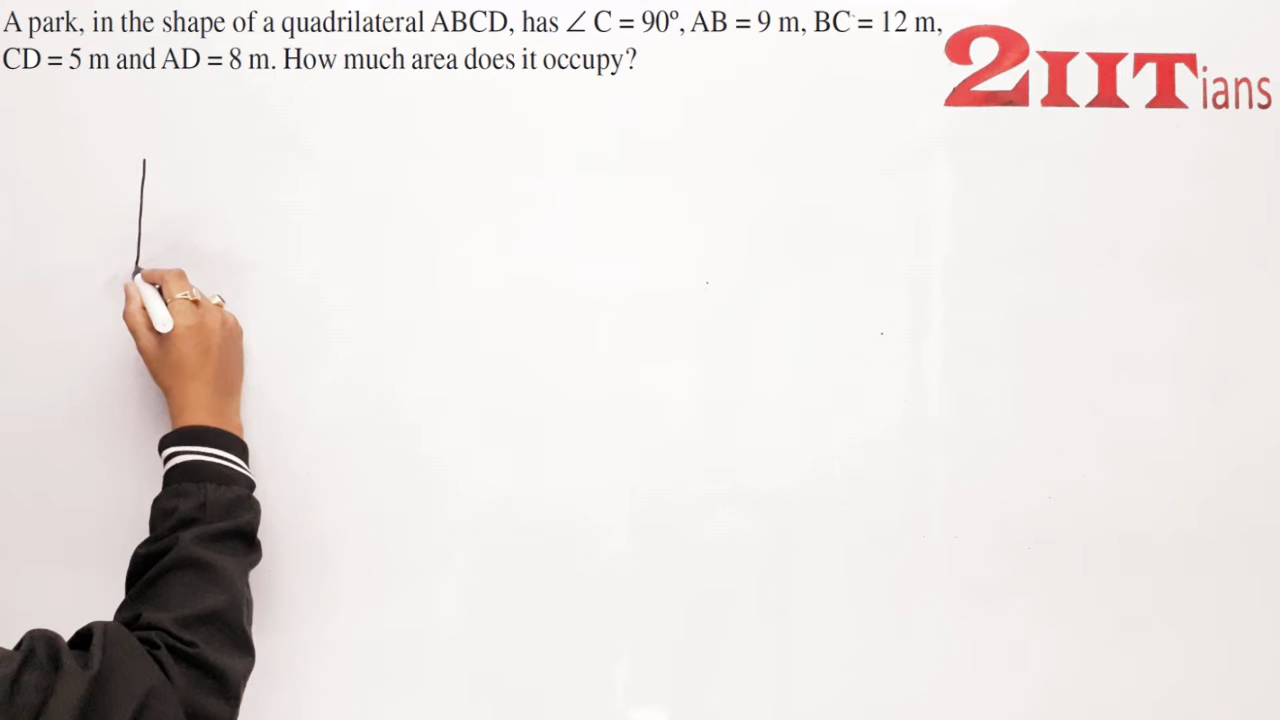 A park, in the shape of a quadrilateral ABCD, has ∠ C = 90º, AB = 9 m, BC = 12 m,
CD = 5 m and AD = 8 m. How much area does it occupy?
2IITians